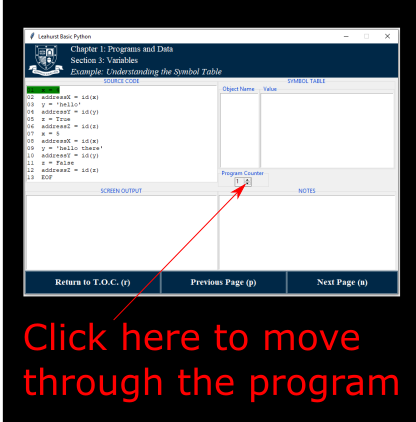 Leahurst Basic Python
Chapter 1: Programs and Data
Section 3: Variables
Example: Understanding the Symbol Table
SOURCE CODE
SYMBOL TABLE
Object Name
Value
02 addressX = id(x)
03 y = 'hello'
04 addressY = id(y)
05 z = True
06 addressZ = id(z)
07 x = 5
08 addressX = id(x)
09 y = 'hello there'
10 addressY = id(y)
11 z = False
12 addressZ = id(z)
13 EOF
Program Counter
1
SCREEN OUTPUT
NOTES
Return to T.O.C. (r)
Previous Page (p)
Next Page (n)
Click here to move
through the program